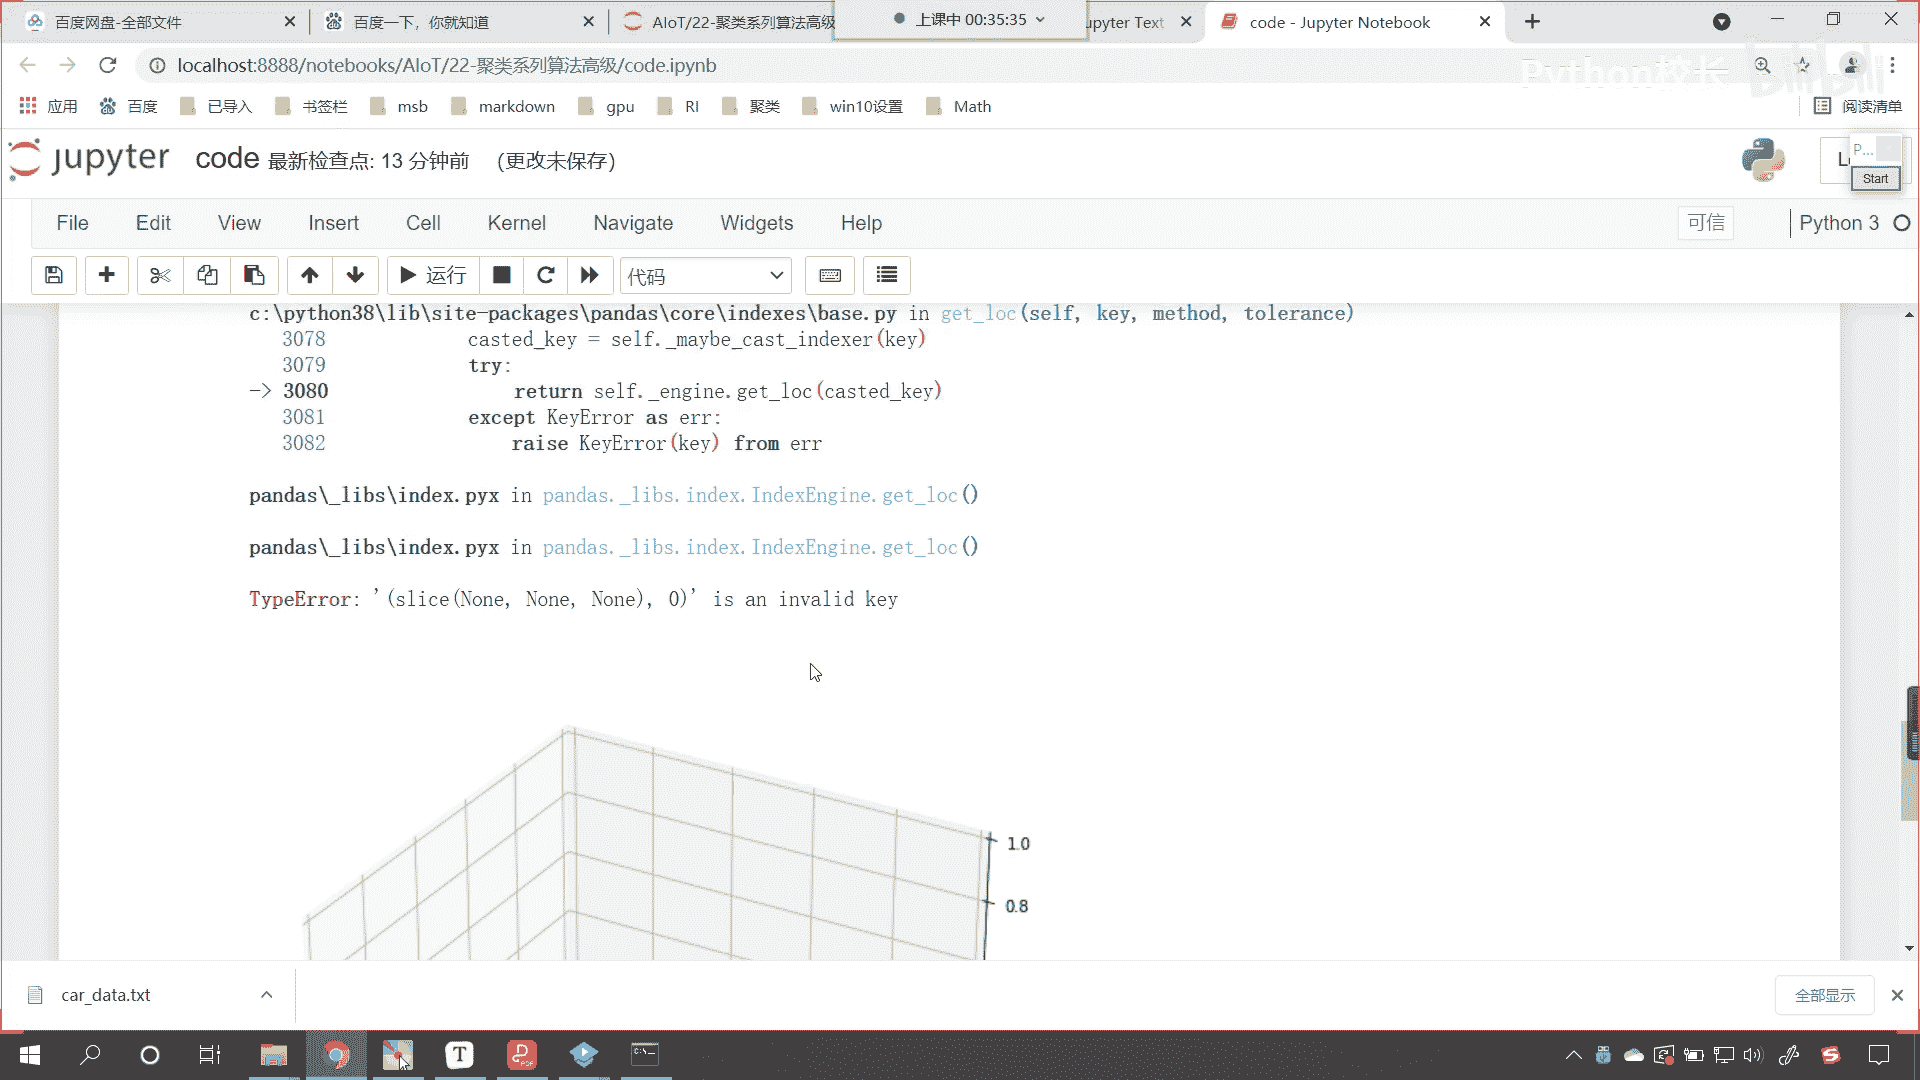 百度网盘-全部文件
百度一下，你就知道
AIoT/22-聚类系列算法高级
上课中 00:35:35
upyter Text
code - Jupyter Notebook
localhost:8888/notebooks/AIoT/22-聚类系列算法高级/code.ipynb
Python校长
bilibili
应用
百度
已导入
书签栏
msb
markdown
gpu
RI
聚类
win10设置
Math
阅读清单
jupyter
code 最新检查点: 13 分钟前 (更改未保存)
P...
Start
File
Edit
View
Insert
Cell
Kernel
Navigate
Widgets
Help
可信
Python 3
运行
代码
c:\python38\lib\site-packages\pandas\core\indexes\base.py in get_loc(self, key, method, tolerance)
3078 casted_key = self._maybe_cast_indexer(key)
3079 try:
-> 3080 return self._engine.get_loc(casted_key)
3081 except KeyError as err:
3082 raise KeyError(key) from err
pandas\_libs\index.pyx in pandas._libs.index.IndexEngine.get_loc()
pandas\_libs\index.pyx in pandas._libs.index.IndexEngine.get_loc()
TypeError: '(slice(None, None, None), 0)' is an invalid key
1.0
0.8
car_data.txt
全部显示